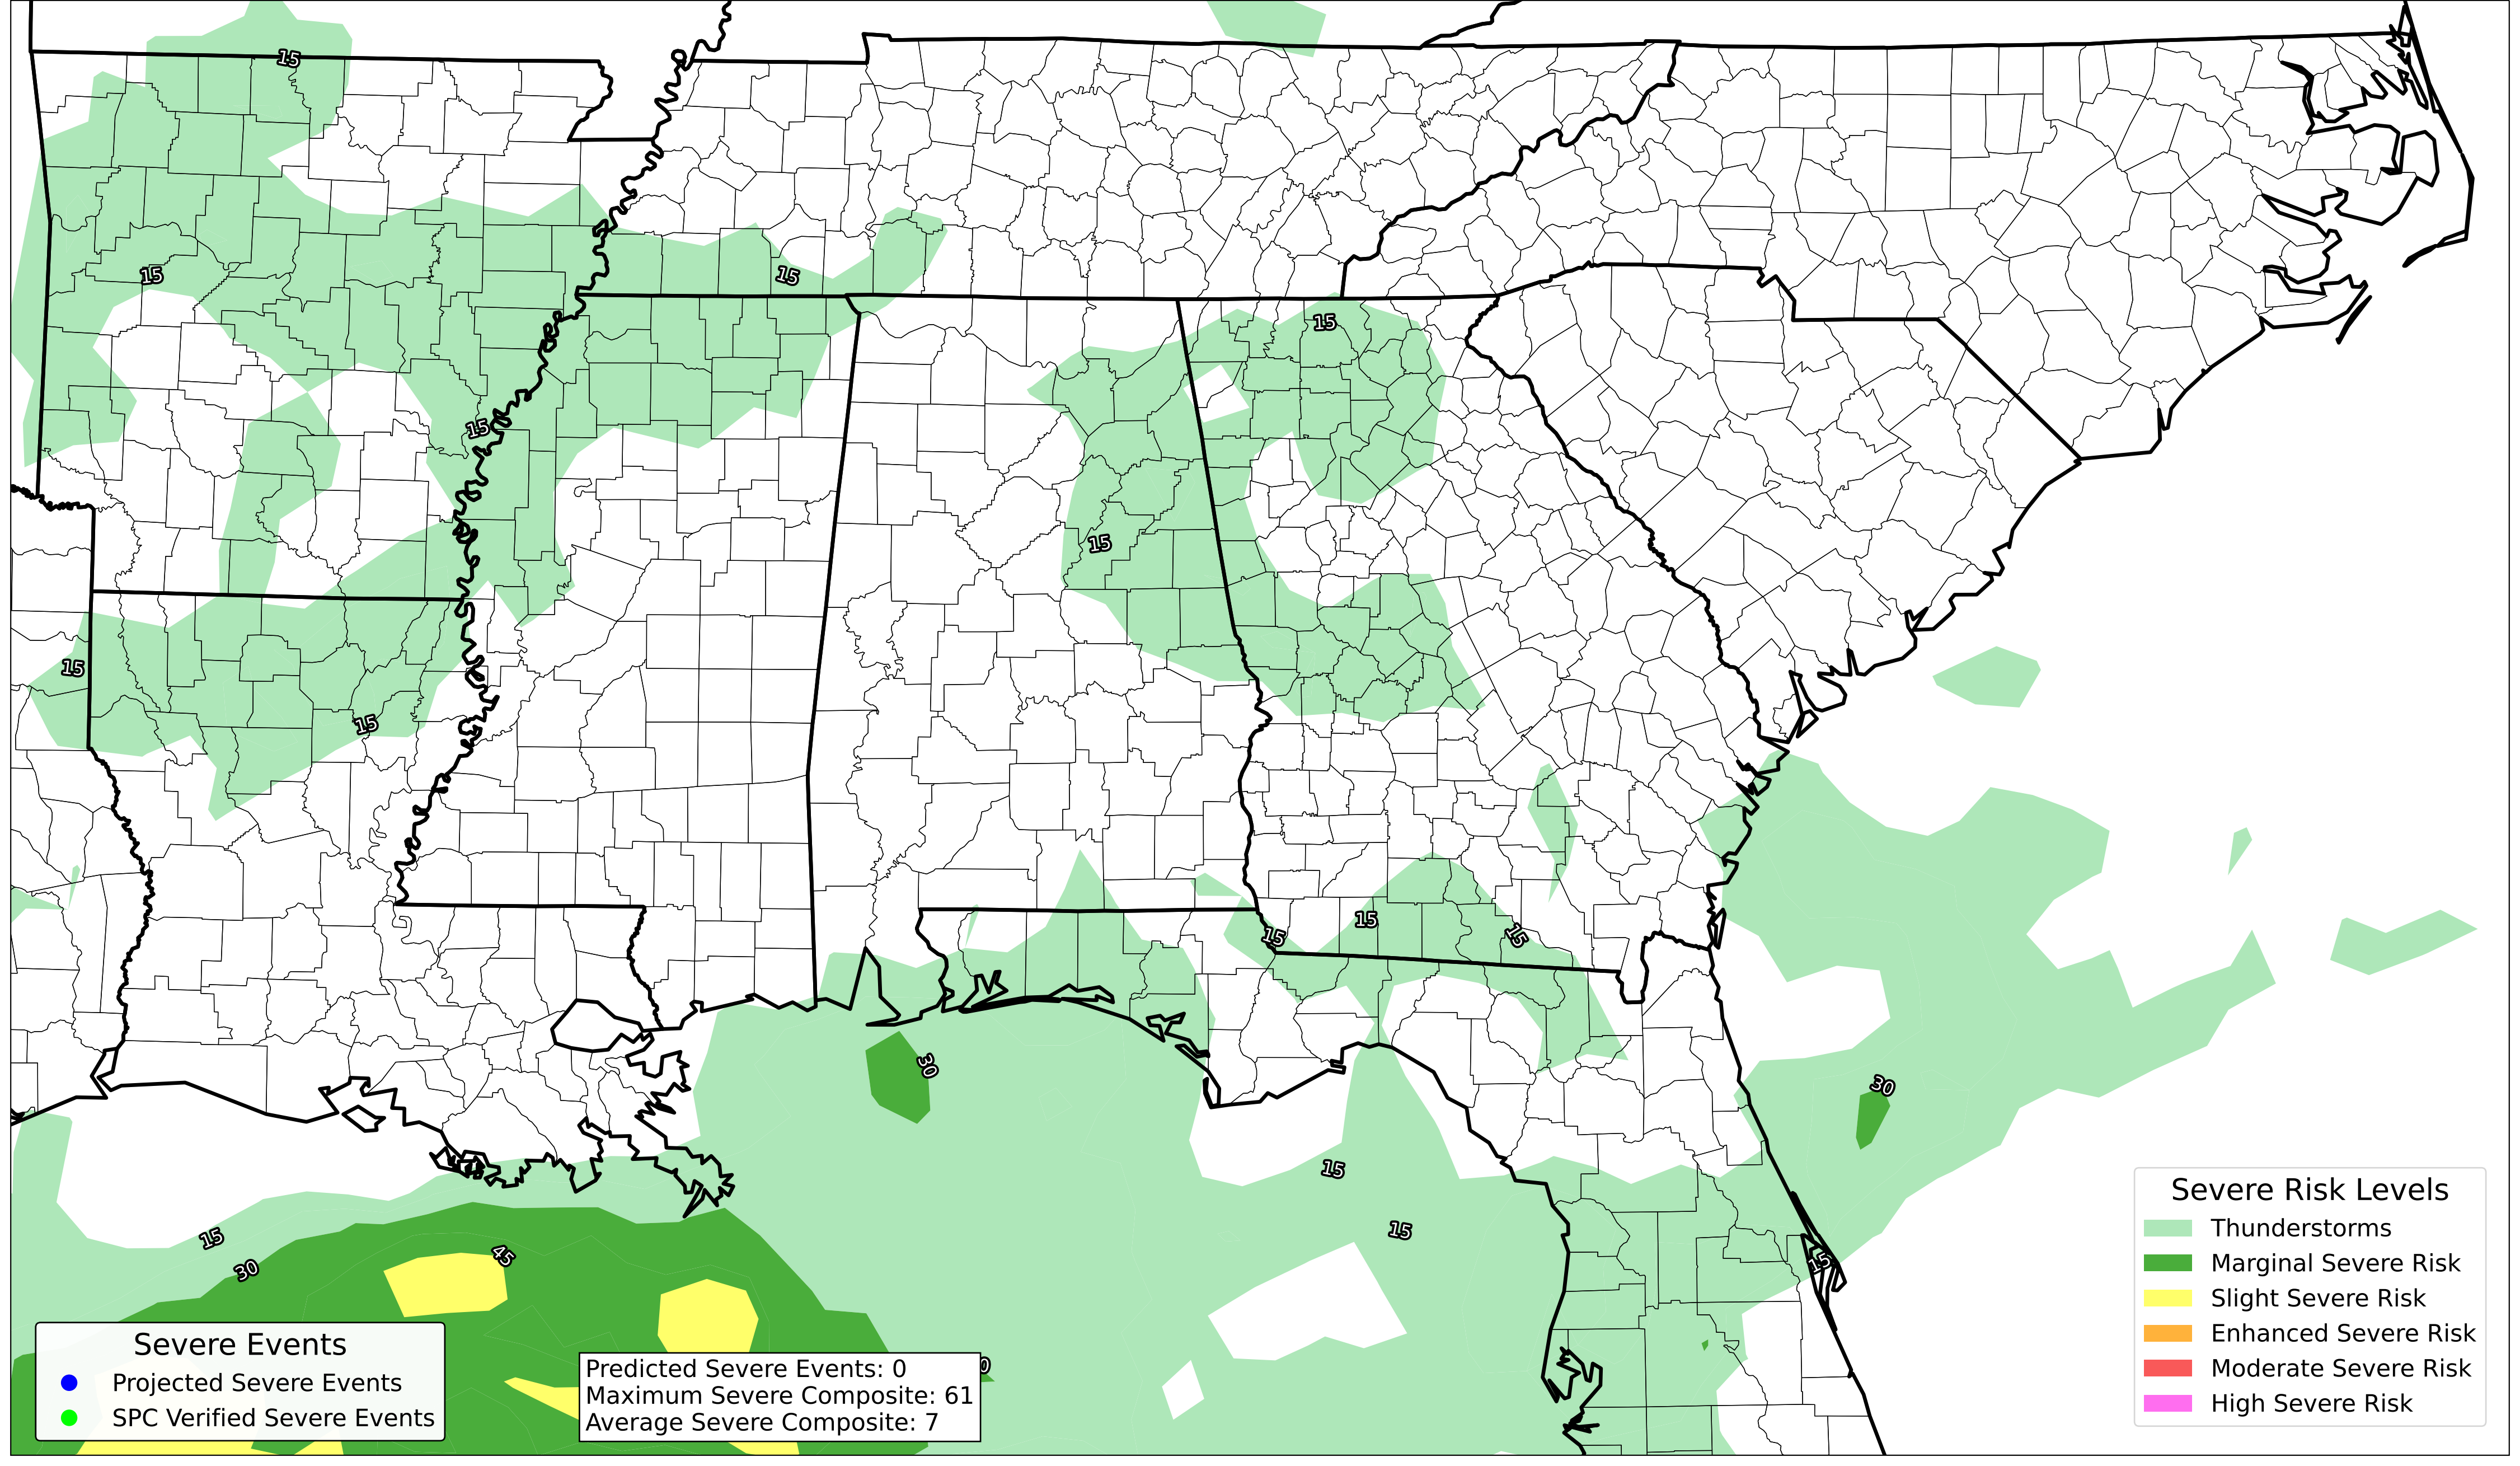 15
15
15
15
15
15
15
15
15
15
15
30
30
15
15
15
30
45
15
Severe Risk Levels
Thunderstorms
Marginal Severe Risk
Slight Severe Risk
Enhanced Severe Risk
Moderate Severe Risk
High Severe Risk
Severe Events
Projected Severe Events
SPC Verified Severe Events
Predicted Severe Events: 0
Maximum Severe Composite: 61
Average Severe Composite: 7